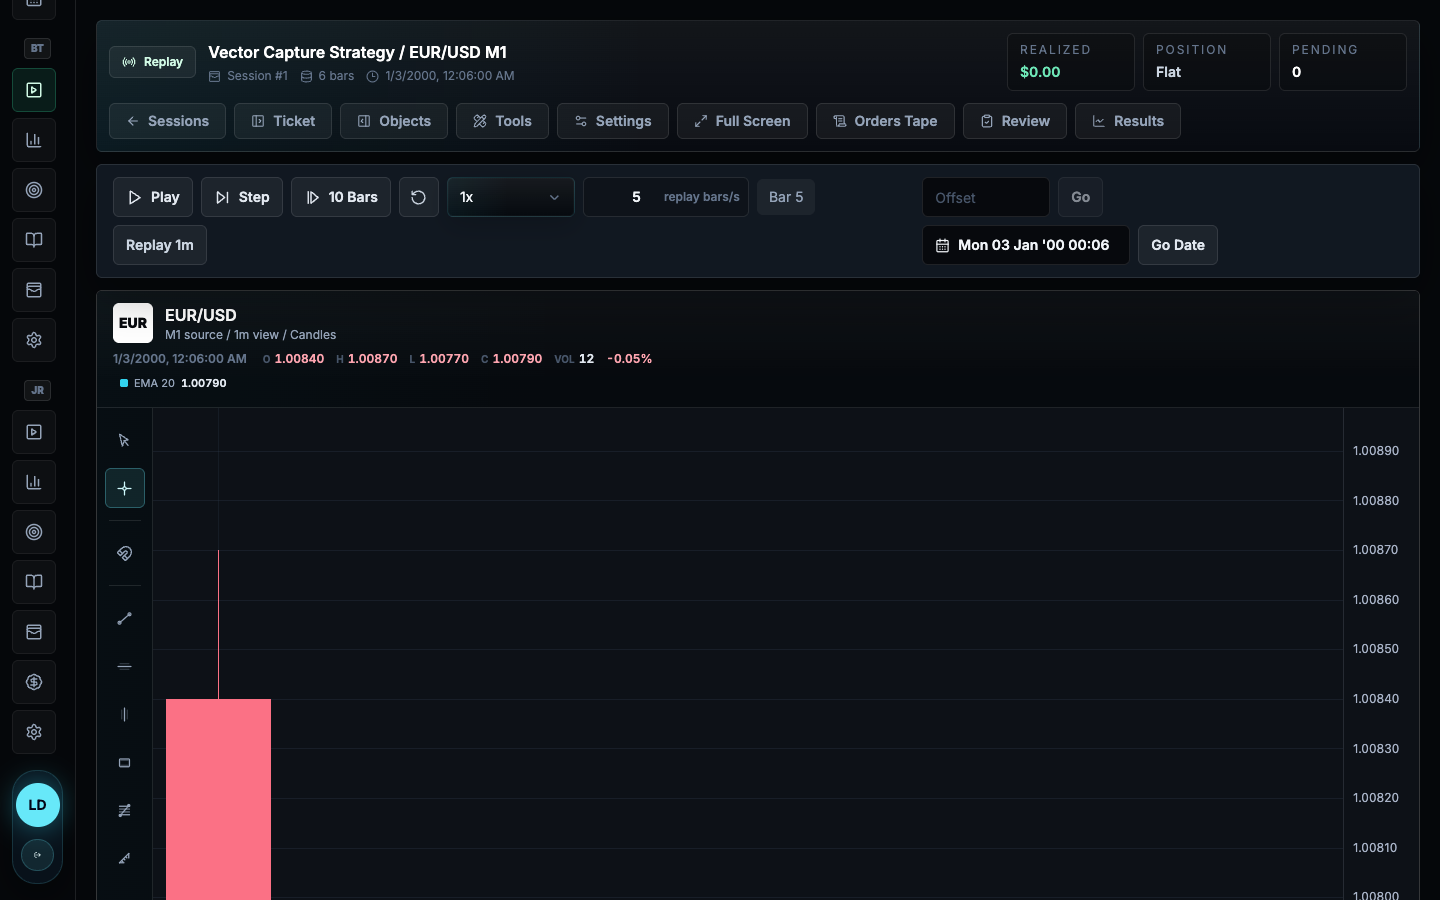 BT
JR
LD
Replay
Vector Capture Strategy / EUR/USD M1
Session #1 6 bars 1/3/2000, 12:06:00 AM
REALIZED
$0.00
POSITION
Flat
PENDING
0
Sessions Ticket Objects Tools Settings Full Screen Orders Tape Review Results
Play Step 10 Bars 1x 5 replay bars/s Bar 5 Offset Go
Replay 1m Mon 03 Jan '00 00:06 Go Date
EUR
EUR/USD
M1 source / 1m view / Candles
1/3/2000, 12:06:00 AM O 1.00840 H 1.00870 L 1.00770 C 1.00790 VOL 12 -0.05%
EMA 20 1.00790
1.00890
1.00880
1.00870
1.00860
1.00850
1.00840
1.00830
1.00820
1.00810
1.00800